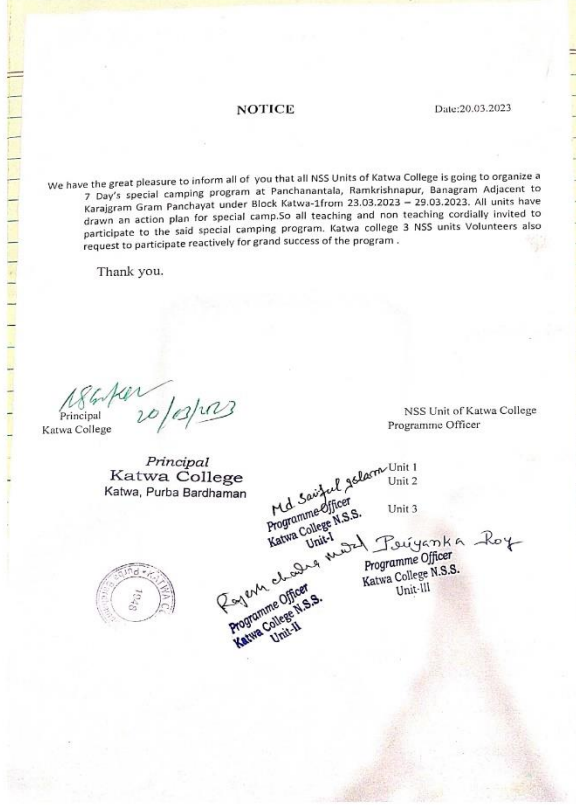 NOTICE Date:20.03.2023
We have the great pleasure to inform all of you that all NSS Units of Katwa College is going to organize a
7 Day's special camping program at Panchanantala, Ramkrishnapur, Banagram Adjacent to
Karajgram Gram Panchayat under Block Katwa-1from 23.03.2023 – 29.03.2023. All units have
drawn an action plan for special camp.So all teaching and non teaching cordially invited to
participate to the said special camping program. Katwa college 3 NSS units Volunteers also
request to participate reactively for grand success of the program .
Thank you.
20/03/2023
Principal
Katwa College
NSS Unit of Katwa College
Programme Officer
Principal
Katwa College
Katwa, Purba Bardhaman
Unit 1
Unit 2
Unit 3
Md Saiful Islam
Programme Officer
Katwa College N.S.S.
Unit-I
Priyanka Roy
Programme Officer
Katwa College N.S.S.
Unit-III
Rajesh
Programme Officer
Katwa College N.S.S.
Unit-II
1948